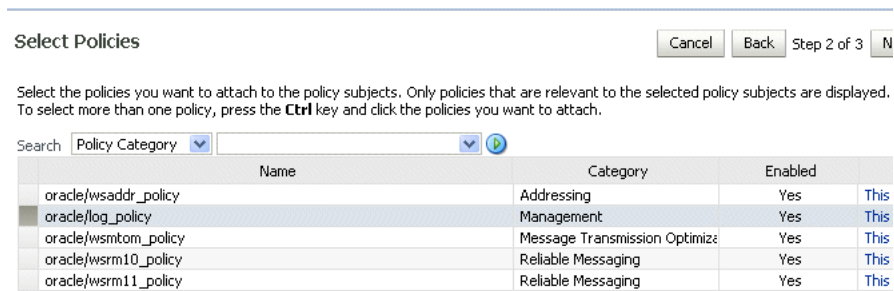 Select Policies Cancel Back Step 2 of 3 N
Select the policies you want to attach to the policy subjects. Only policies that are relevant to the selected policy subjects are displayed.
To select more than one policy, press the Ctrl key and click the policies you want to attach.
Search Policy Category
Name Category Enabled
oracle/wsaddr_policy Addressing Yes This
oracle/log_policy Management Yes This
oracle/wsmtom_policy Message Transmission Optimiza Yes This
oracle/wsrm10_policy Reliable Messaging Yes This
oracle/wsrm11_policy Reliable Messaging Yes This